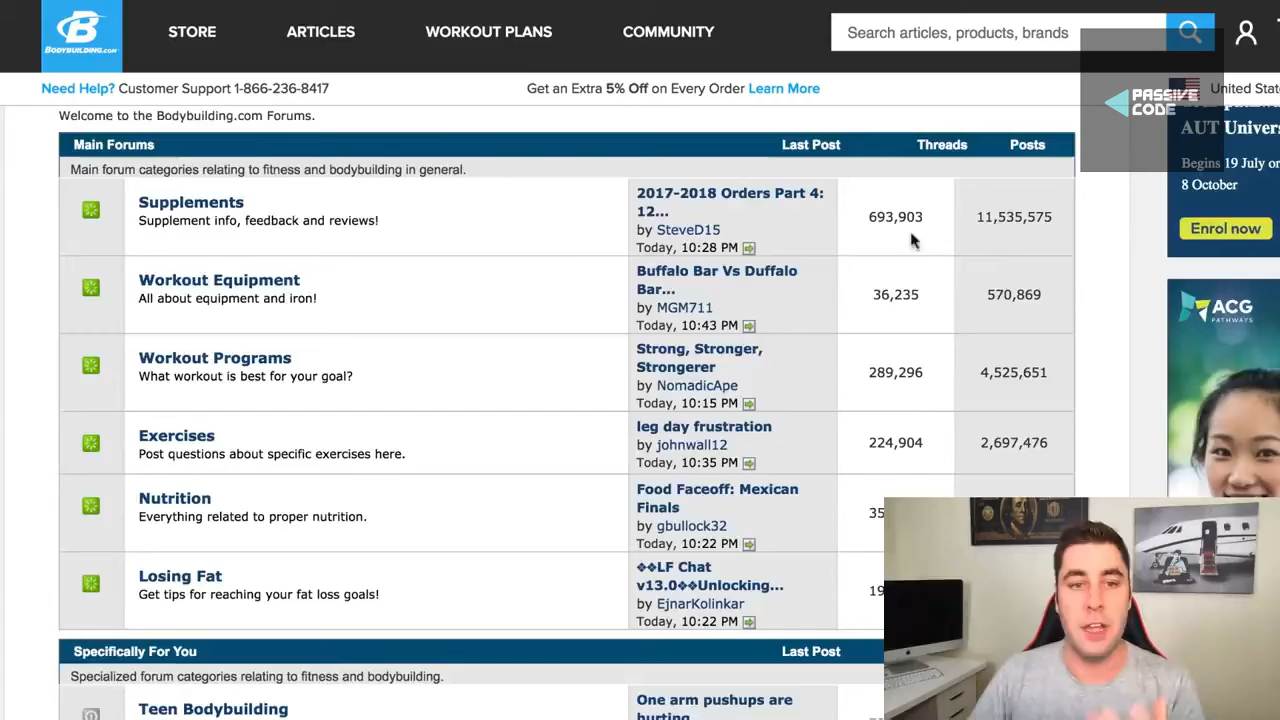 BODYBUILDING.com
STORE
ARTICLES
WORKOUT PLANS
COMMUNITY
Search articles, products, brands
Need Help? Customer Support 1-866-236-8417
Get an Extra 5% Off on Every Order Learn More
United Sta
PASSIVE
CODE
Welcome to the Bodybuilding.com Forums.
Main Forums Last Post Threads Posts
Main forum categories relating to fitness and bodybuilding in general.
Supplements
Supplement info, feedback and reviews!
2017-2018 Orders Part 4:
12...
by SteveD15
Today, 10:28 PM
693,903
11,535,575
Workout Equipment
All about equipment and iron!
Buffalo Bar Vs Duffalo
Bar...
by MGM711
Today, 10:43 PM
36,235
570,869
Workout Programs
What workout is best for your goal?
Strong, Stronger,
Strongerer
by NomadicApe
Today, 10:15 PM
289,296
4,525,651
Exercises
Post questions about specific exercises here.
leg day frustration
by johnwall12
Today, 10:35 PM
224,904
2,697,476
Nutrition
Everything related to proper nutrition.
Food Faceoff: Mexican
Finals
by gbullock32
Today, 10:22 PM
35
Losing Fat
Get tips for reaching your fat loss goals!
❖❖LF Chat
v13.0❖❖Unlocking...
by EjnarKolinkar
Today, 10:22 PM
19
Specifically For You Last Post
Specialized forum categories relating to fitness and bodybuilding.
Teen Bodybuilding
One arm pushups are
hurting
AUT Univers
Begins 19 July or
8 October
Enrol now
ACG
PATHWAYS